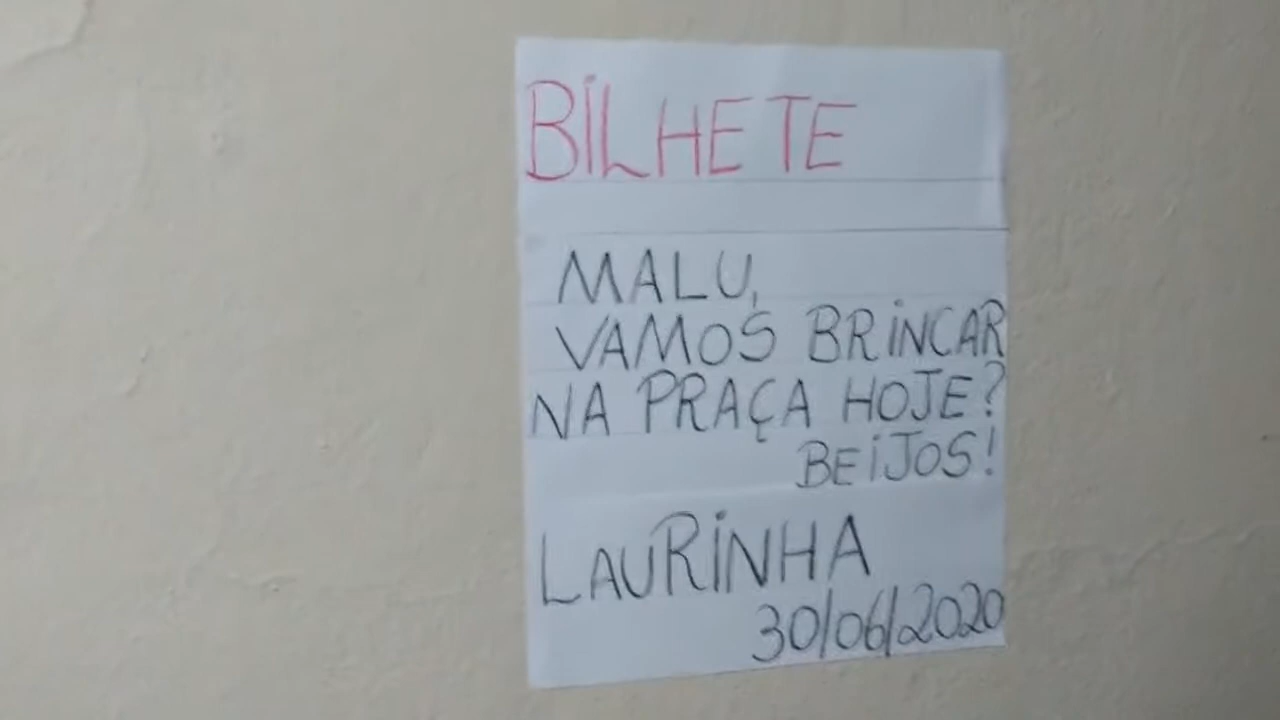 BILHETE
MALU,
VAMOS BRINCAR
NA PRAÇA HOJE?
BEIJOS!
LAURINHA
30/06/2020